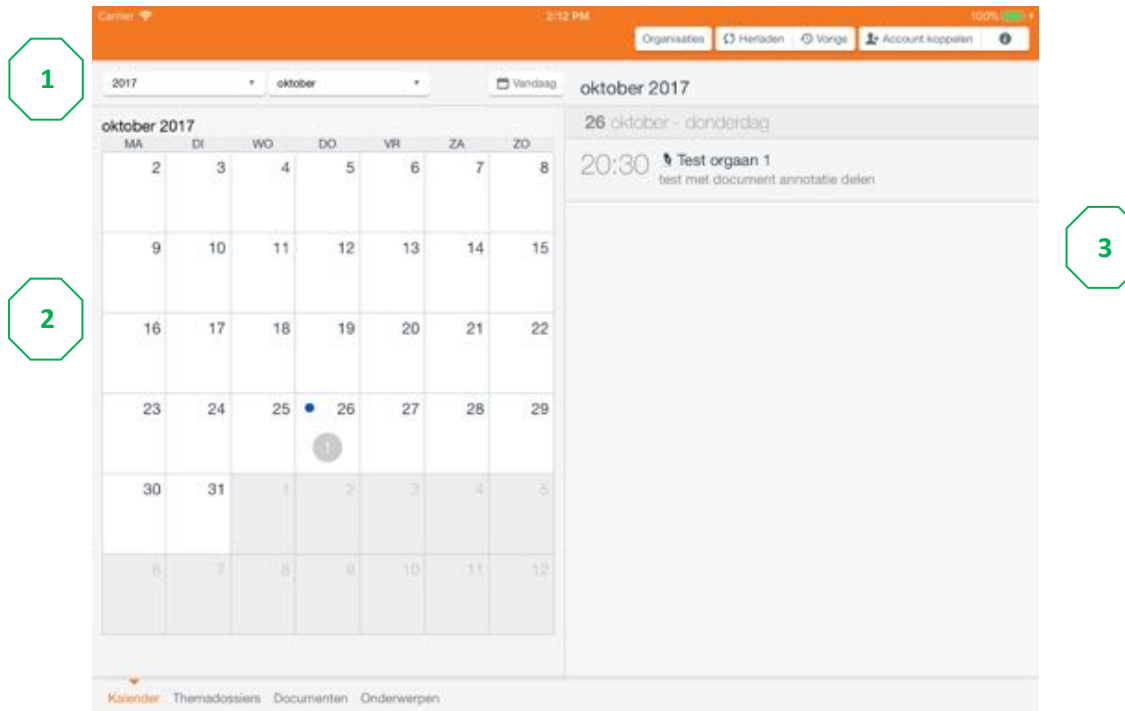 Carrier 2:12 PM 100%
Organisaties Herladen Vorige Account koppelen
1
2017 oktober Vandaag oktober 2017
oktober 2017
26 oktober - donderdag
MA DI WO DO VR ZA ZO
20:30 Test orgaan 1
test met document annotatie delen
2 3 4 5 6 7 8
9 10 11 12 13 14 15
3
2
16 17 18 19 20 21 22
23 24 25 26 27 28 29
1
30 31 1 2 3 4 5
6 7 8 9 10 11 12
Kalender Themadossiers Documenten Onderwerpen